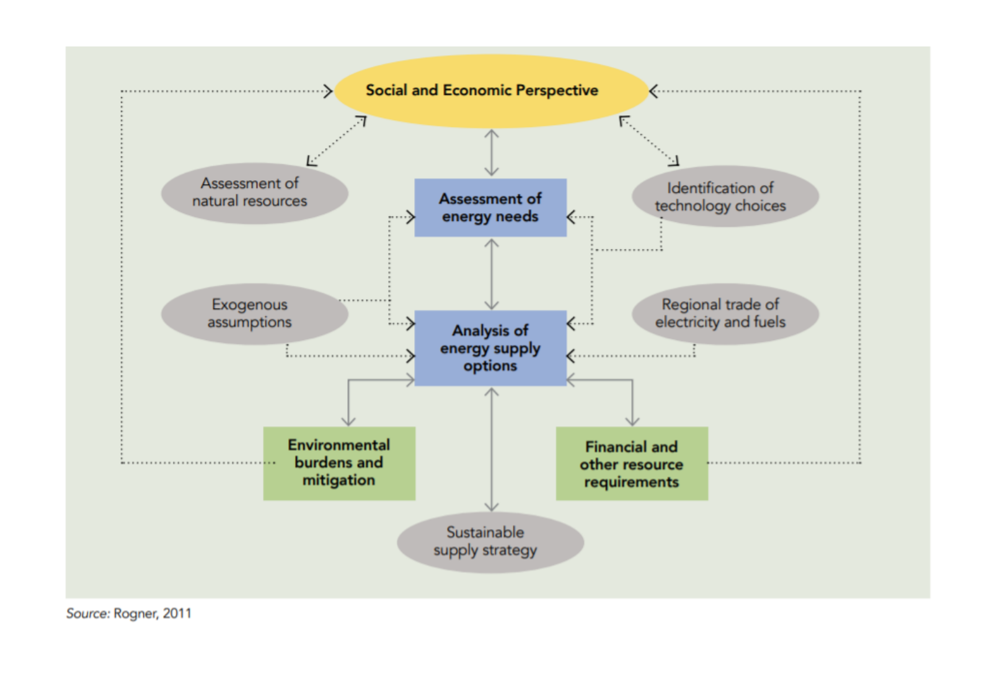 Social and Economic Perspective
Assessment of
natural resources
Assessment of
energy needs
Identification of
technology choices
Exogenous
assumptions
Analysis of
energy supply
options
Regional trade of
electricity and fuels
Environmental
burdens and
mitigation
Financial and
other resource
requirements
Sustainable
supply strategy
Source: Rogner, 2011